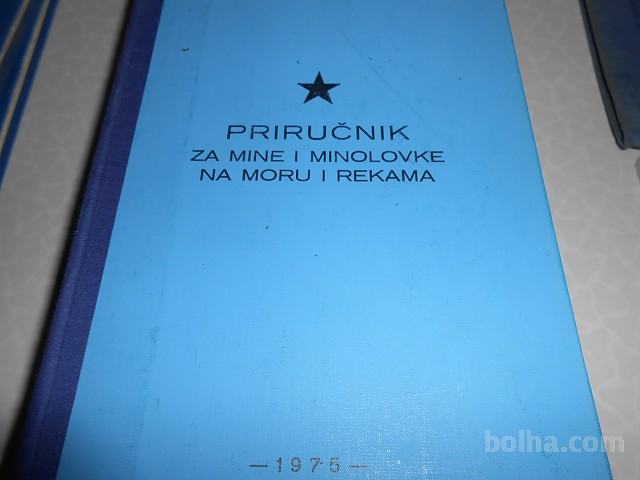 PRIRUČNIK
ZA MINE I MINOLOVKE
NA MORU I REKAMA
—1975—
bolha.com